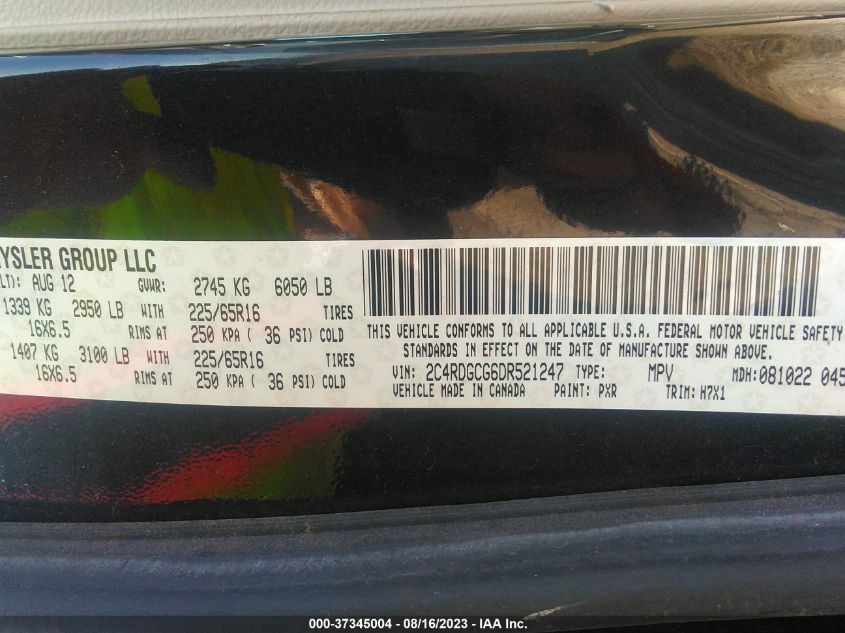 YSLER GROUP LLC
LT): AUG 12 GVWR: 2745 KG 6050 LB
1339 KG 2950 LB WITH 225/65R16 TIRES
16X6.5 RIMS AT 250 KPA ( 36 PSI) COLD
1407 KG 3100 LB WITH 225/65R16 TIRES
16X6.5 RIMS AT 250 KPA ( 36 PSI) COLD
THIS VEHICLE CONFORMS TO ALL APPLICABLE U.S.A. FEDERAL MOTOR VEHICLE SAFETY
STANDARDS IN EFFECT ON THE DATE OF MANUFACTURE SHOWN ABOVE.
VIN: 2C4RDGCG6DR521247 TYPE: MPV MDH:081022 045
VEHICLE MADE IN CANADA PAINT: PXR TRIM: H7X1
000-37345004 - 08/16/2023 - IAA Inc.